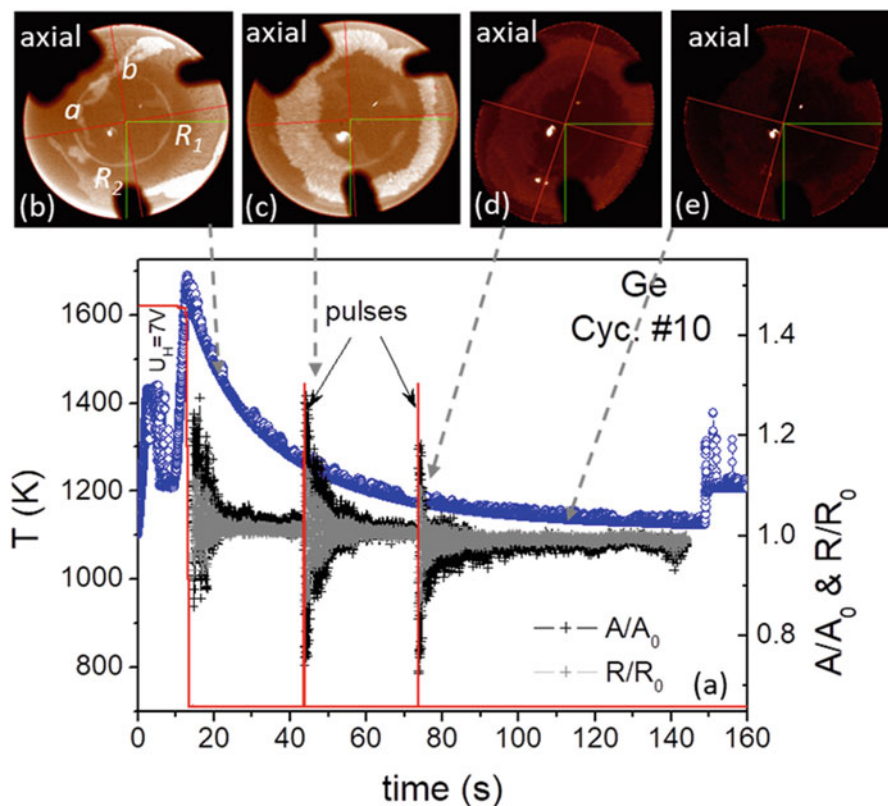 axial axial axial axial
b
a
R₁
R₂
(b) (c) (d) (e)
Ge
Cyc. #10
pulses
U_H=7V
1600
1400
1200
1000
800
T (K)
1.4
1.2
1.0
0.8
A/A₀ & R/R₀
A/A₀
R/R₀
(a)
0 20 40 60 80 100 120 140 160
time (s)